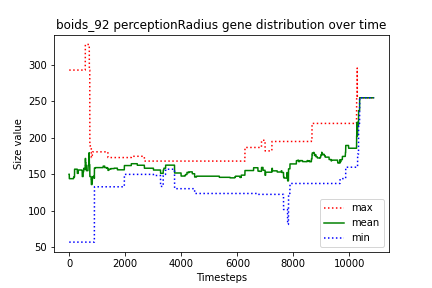 boids_92 perceptionRadius gene distribution over time
Size value
300
250
200
150
100
50
0
2000
4000
6000
8000
10000
Timesteps
max
mean
min